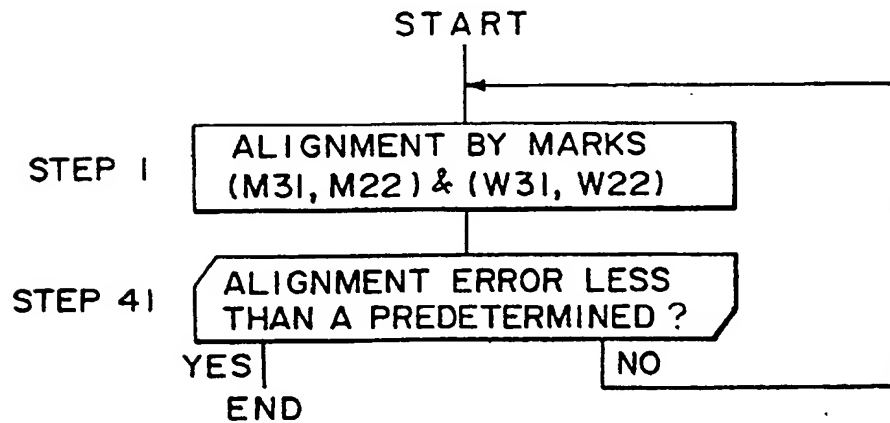 START
STEP 1
ALIGNMENT BY MARKS
(M31, M22) & (W31, W22)
STEP 41
ALIGNMENT ERROR LESS
THAN A PREDETERMINED ?
YES
NO
END